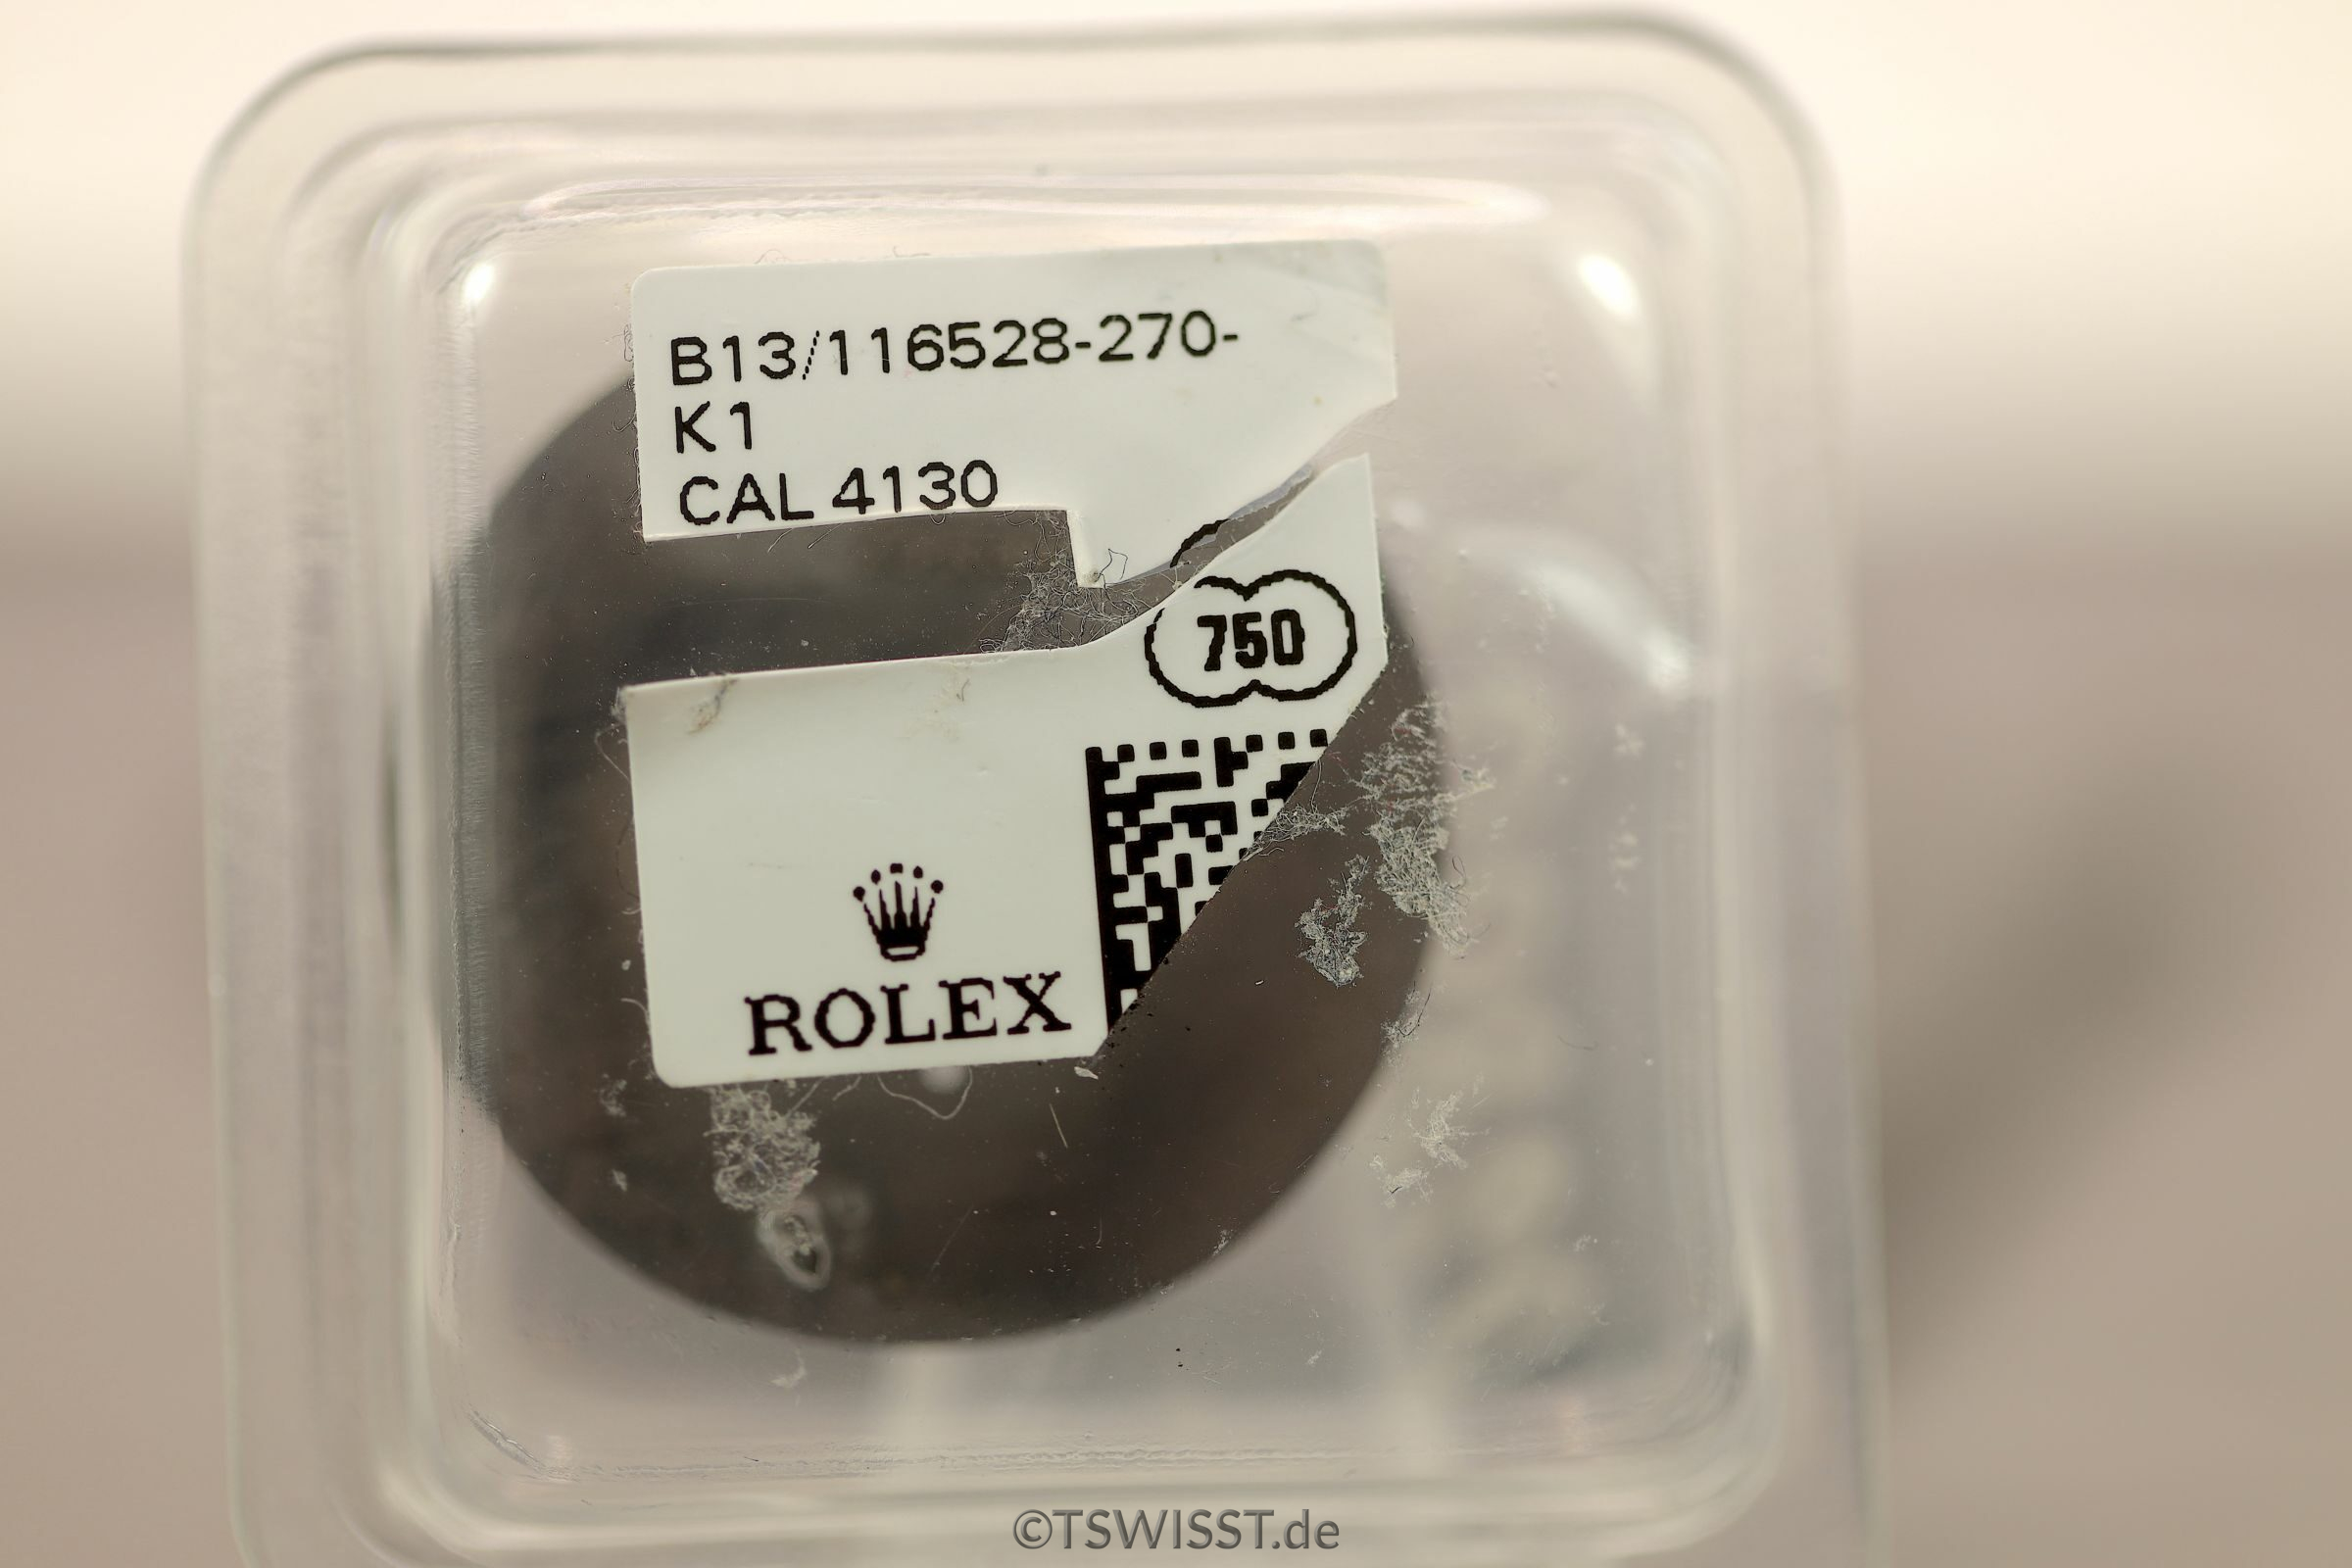 B13/116528-270-
K1
CAL 4130
750
ROLEX
©TSWISST.de